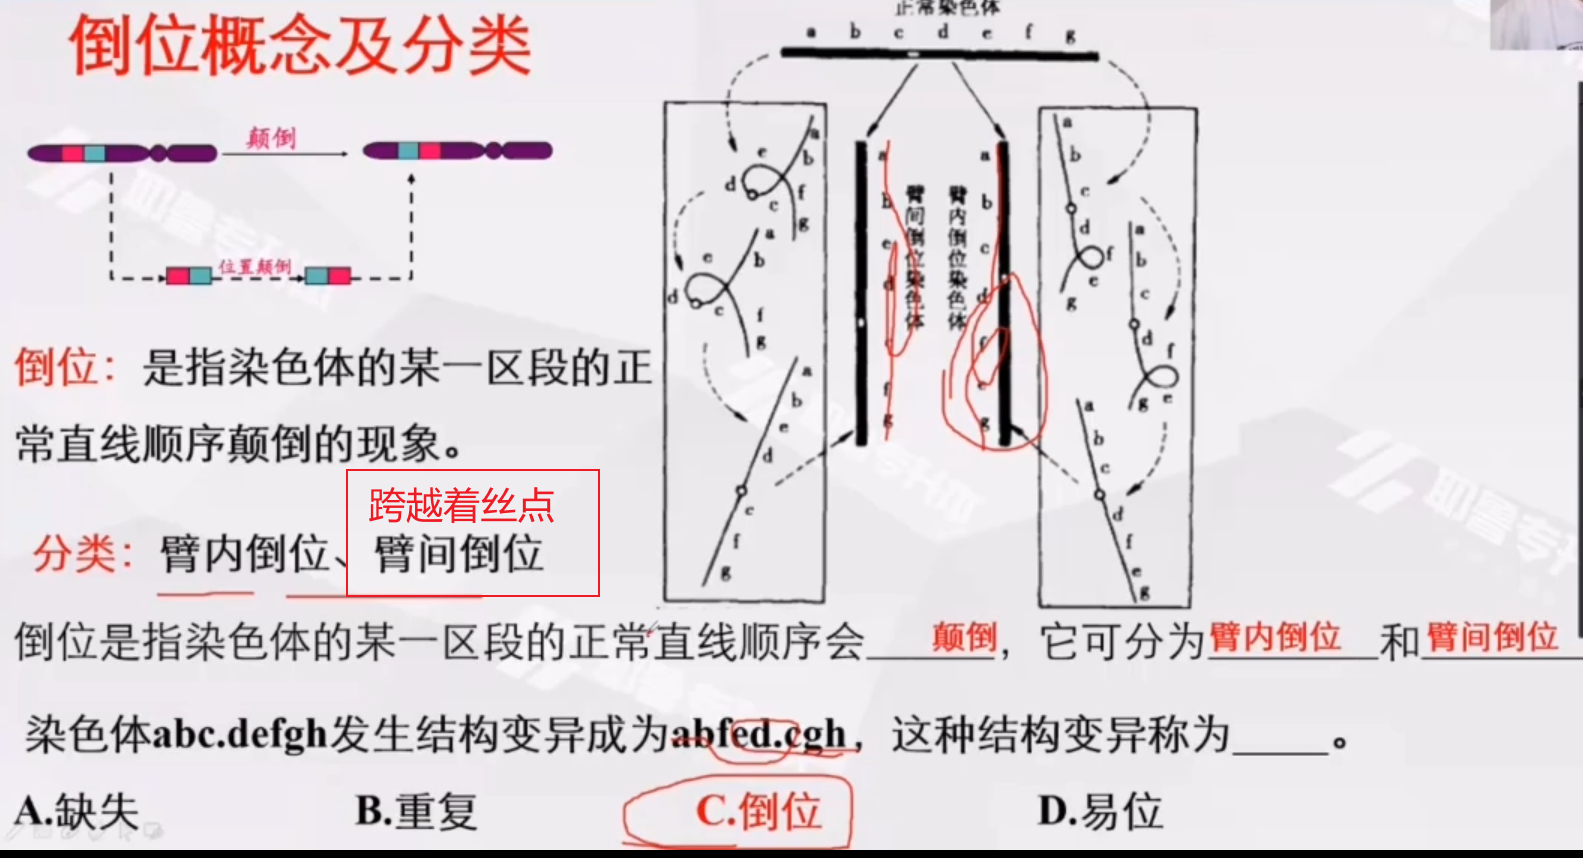 倒位概念及分类
颠倒
位置颠倒
倒位：是指染色体的某一区段的正
常直线顺序颠倒的现象。
跨越着丝点
分类：臂内倒位、臂间倒位
正常染色体
a b c d e f g
a
b
e
f
d
c
g
a
e
b
d
c
f
g
a
b
e
d
c
f
g
a
b
e
d
f
g
臂间倒位染色体
臂内倒位染色体
a
b
c
d
f
e
g
a
b
c
d
f
e
g
a
b
c
d
f
e
g
a
b
c
d
f
e
g
倒位是指染色体的某一区段的正常直线顺序会颠倒，它可分为臂内倒位和臂间倒位
染色体abc.defgh发生结构变异成为abfed.cgh，这种结构变异称为____。
A.缺失 B.重复 C.倒位 D.易位